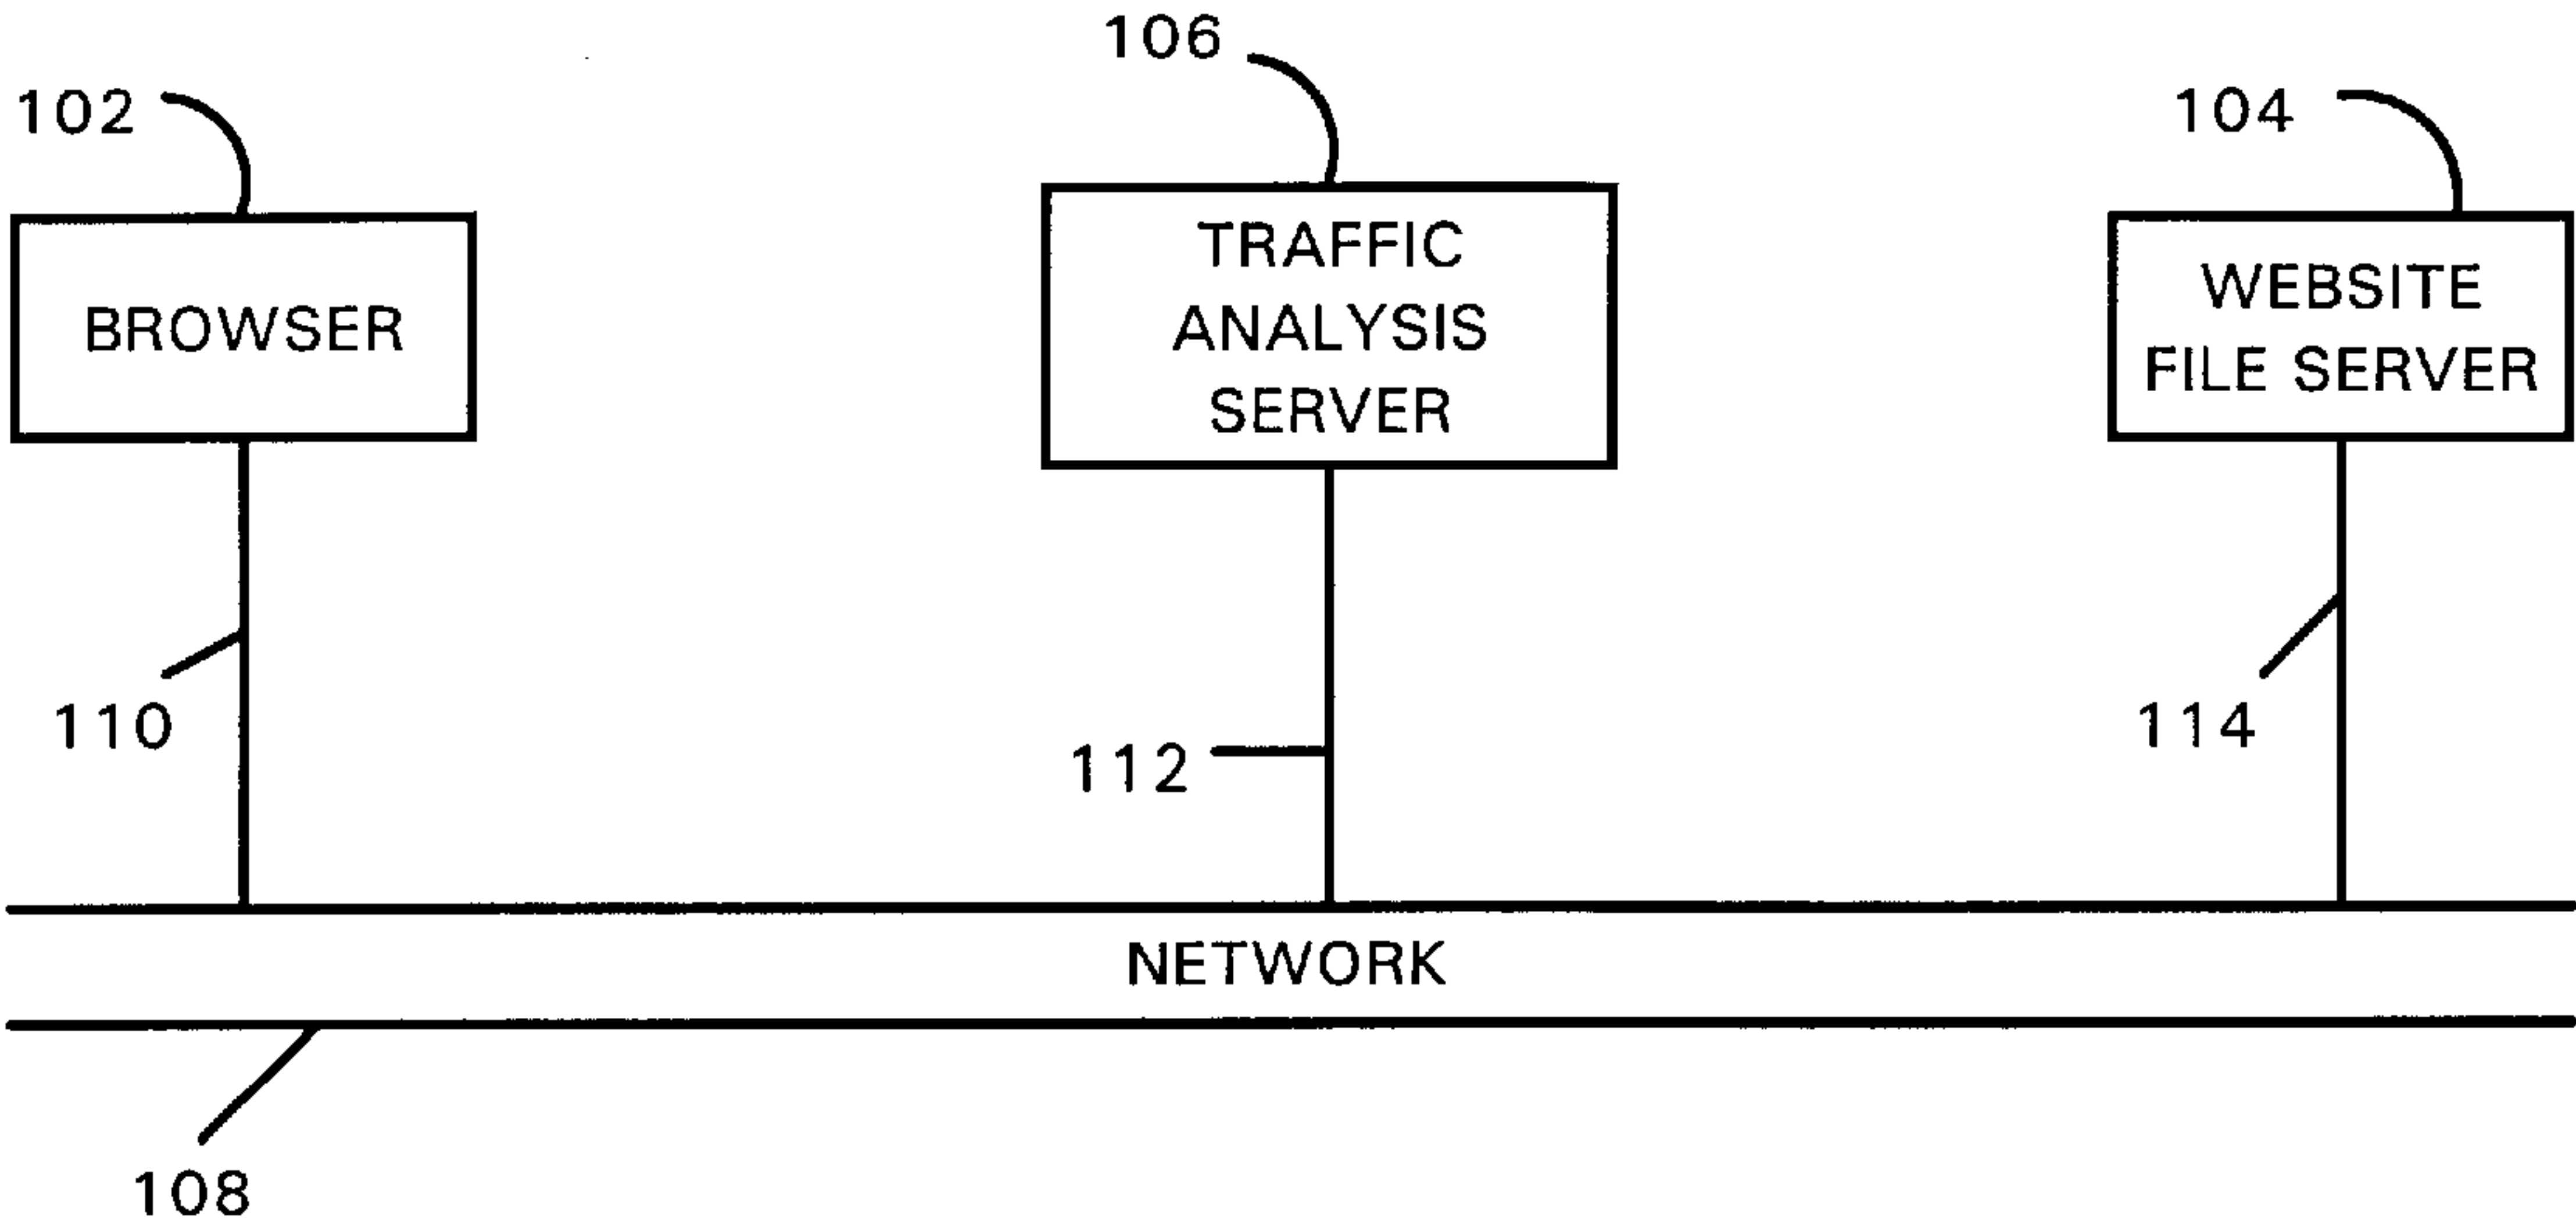 106
102
104
TRAFFIC
ANALYSIS
SERVER
BROWSER
WEBSITE
FILE SERVER
110
112
114
NETWORK
108